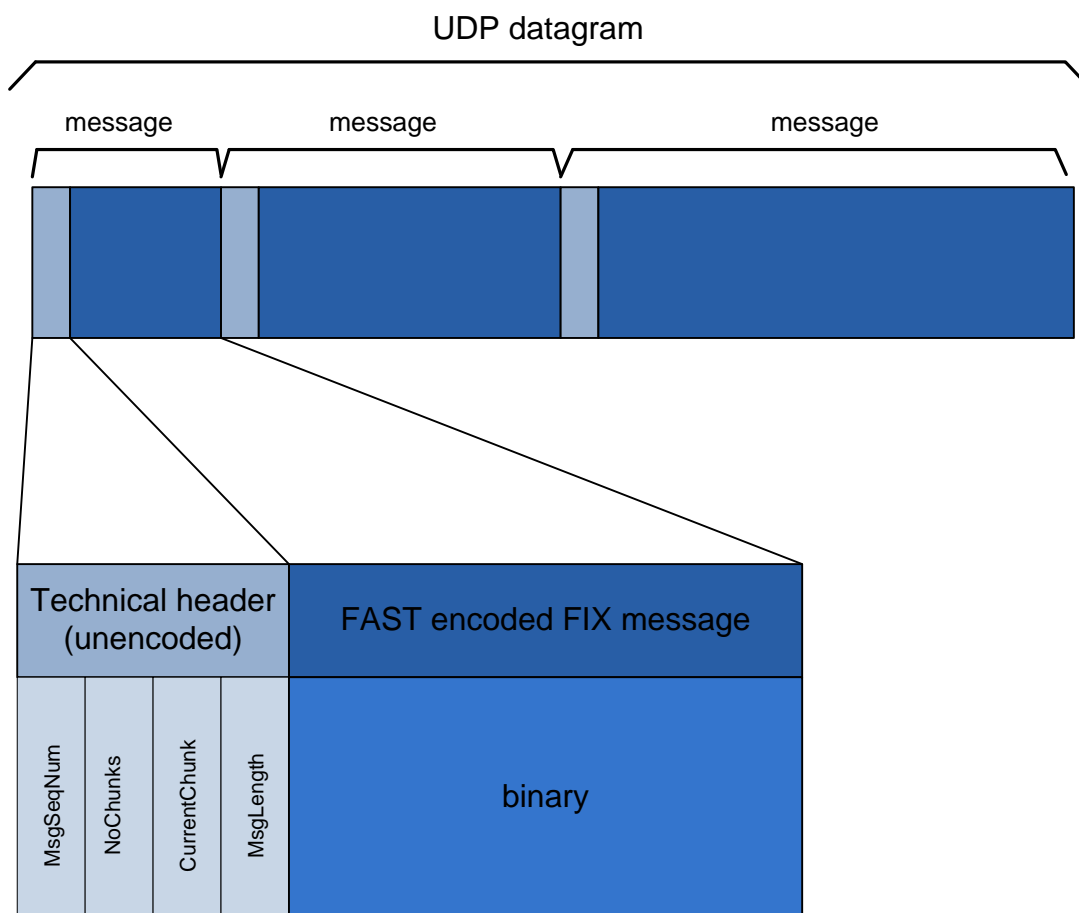 UDP datagram
message message message
Technical header
(unencoded)
FAST encoded FIX message
MsgSeqNum
NoChunks
CurrentChunk
MsgLength
binary